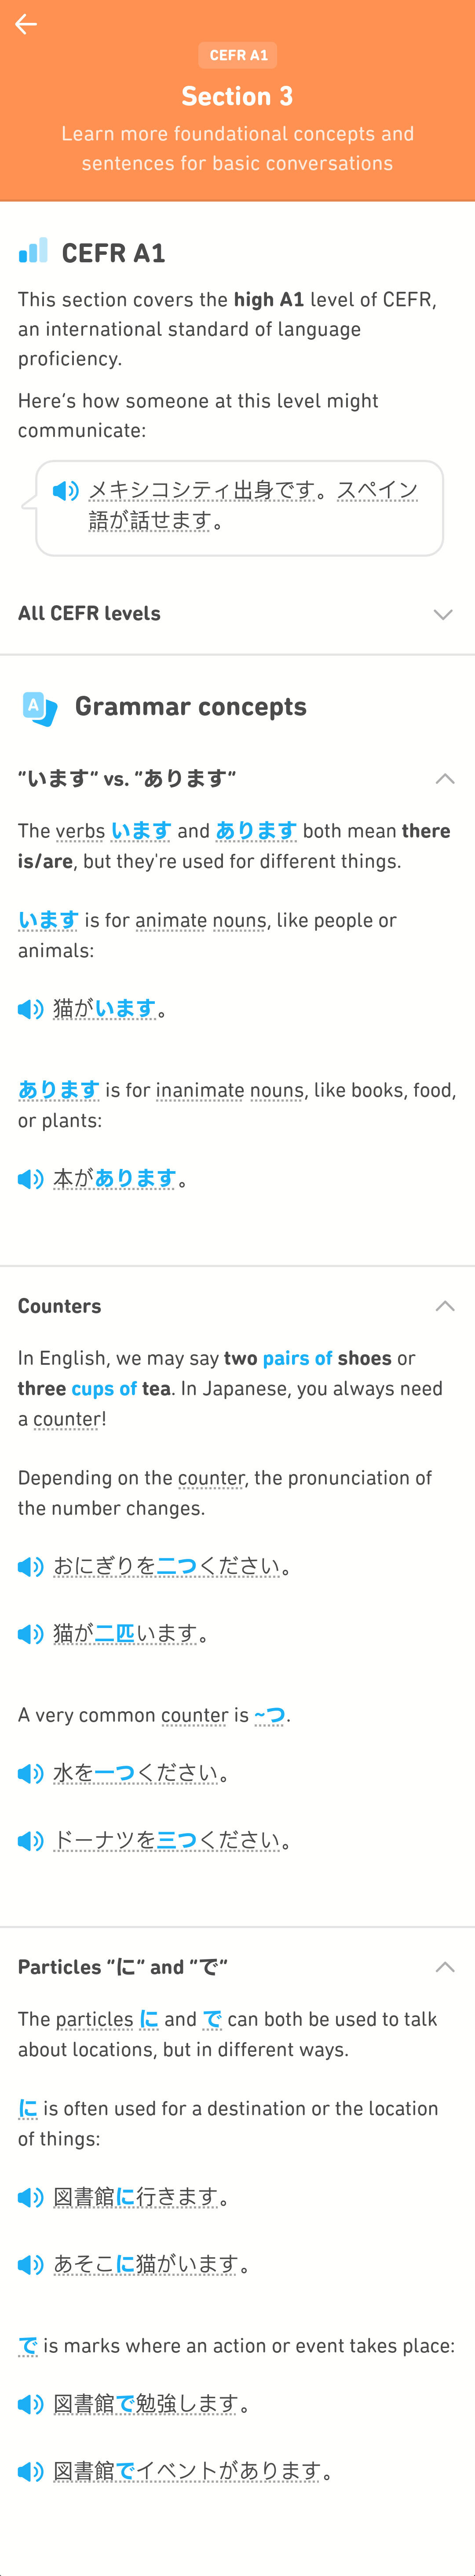 CEFR A1
Section 3
Learn more foundational concepts and
sentences for basic conversations
CEFR A1
This section covers the high A1 level of CEFR,
an international standard of language
proficiency.
Here's how someone at this level might
communicate:
メキシコシティ出身です。スペイン
語が話せます。
All CEFR levels
A
Grammar concepts
“います” vs. “あります”
The verbs います and あります both mean there
is/are, but they're used for different things.
います is for animate nouns, like people or
animals:
猫がいます。
あります is for inanimate nouns, like books, food,
or plants:
本があります。
Counters
In English, we may say two pairs of shoes or
three cups of tea. In Japanese, you always need
a counter!
Depending on the counter, the pronunciation of
the number changes.
おにぎりを二つください。
猫が二匹います。
A very common counter is ~つ.
水を一つください。
ドーナツを三つください。
Particles “に” and “で”
The particles に and で can both be used to talk
about locations, but in different ways.
に is often used for a destination or the location
of things:
図書館に行きます。
あそこに猫がいます。
で is marks where an action or event takes place:
図書館で勉強します。
図書館でイベントがあります。